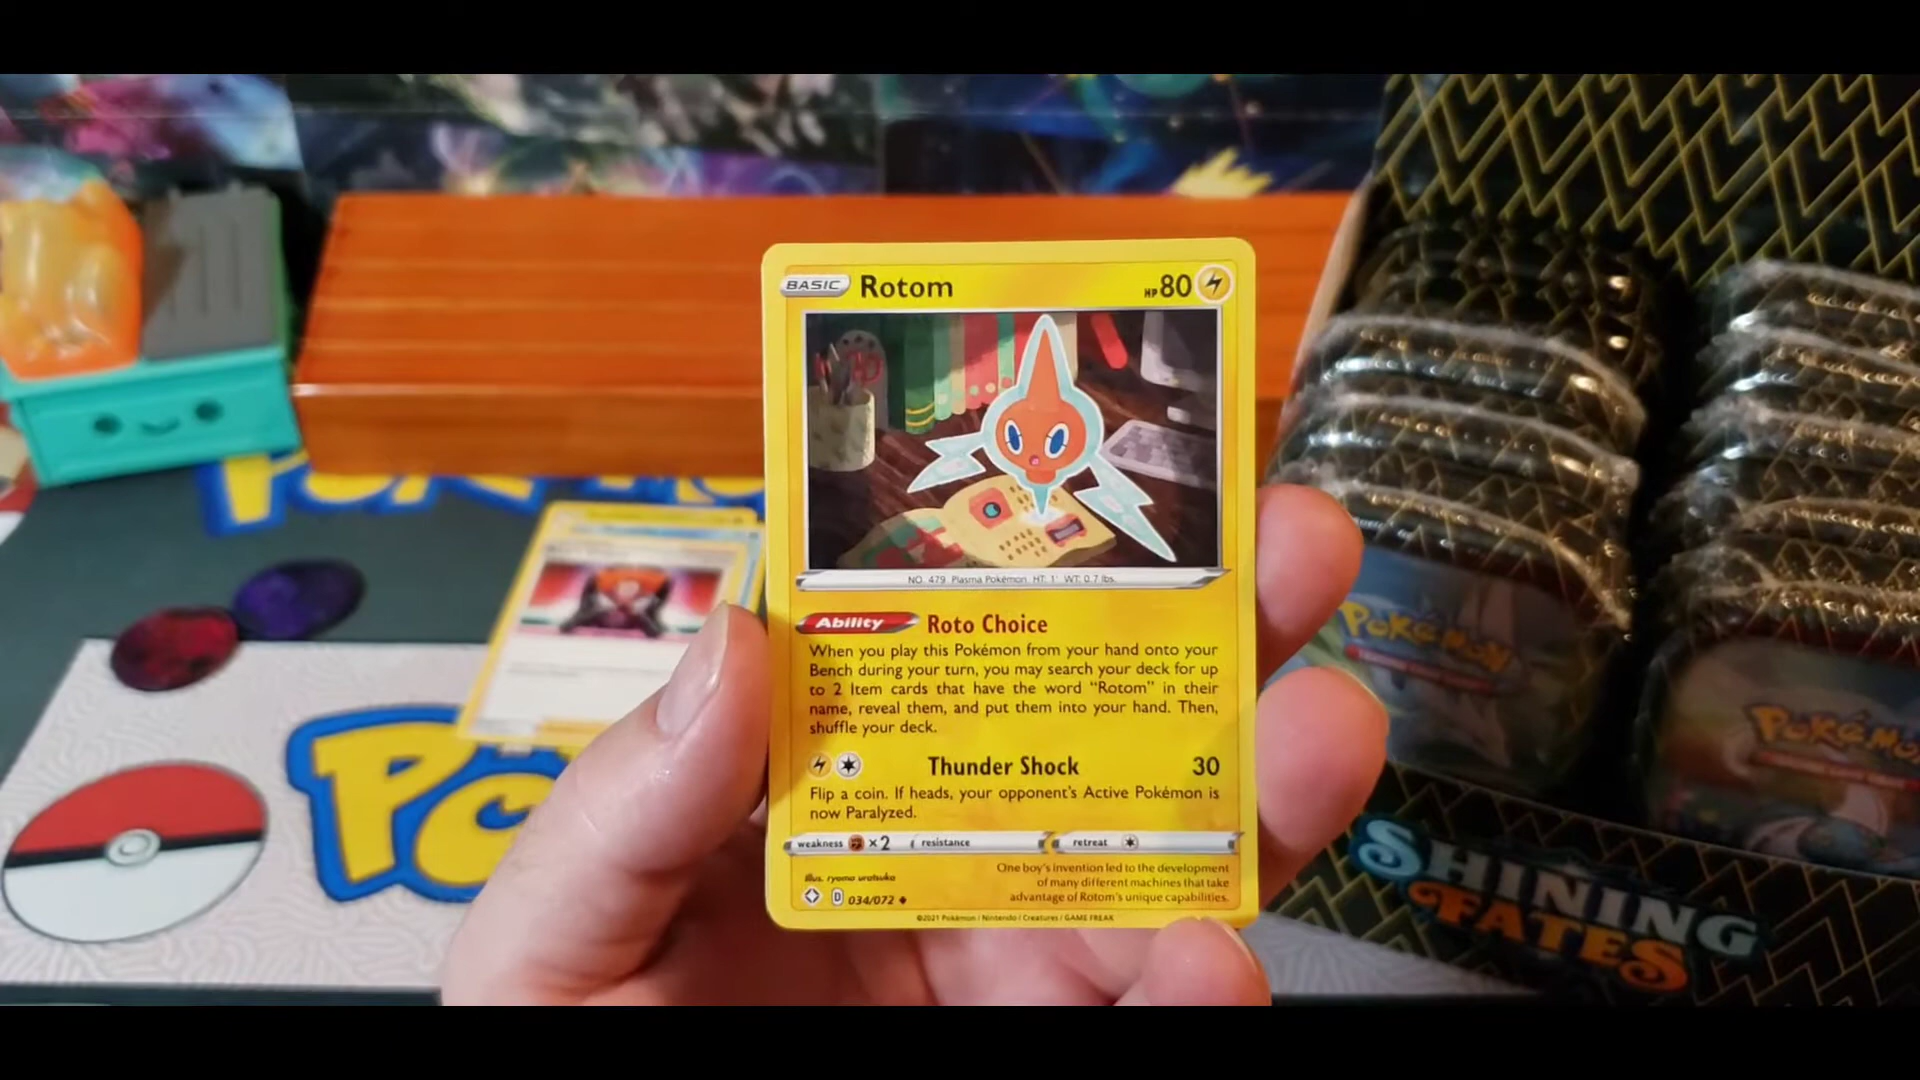 BASIC Rotom HP 80
NO. 479 Plasma Pokémon HT: 1' WT: 0.7 lbs.
Ability Roto Choice
When you play this Pokémon from your hand onto your
Bench during your turn, you may search your deck for up
to 2 Item cards that have the word "Rotom" in their
name, reveal them, and put them into your hand. Then,
shuffle your deck.
Thunder Shock 30
Flip a coin. If heads, your opponent's Active Pokémon is
now Paralyzed.
weakness ×2 resistance retreat
illus. ryoma uratsuka
One boy's invention led to the development
of many different machines that take
advantage of Rotom's unique capabilities.
D 034/072
©2021 Pokémon / Nintendo / Creatures / GAME FREAK
POKéMON
POKéMON
SHINING
FATES